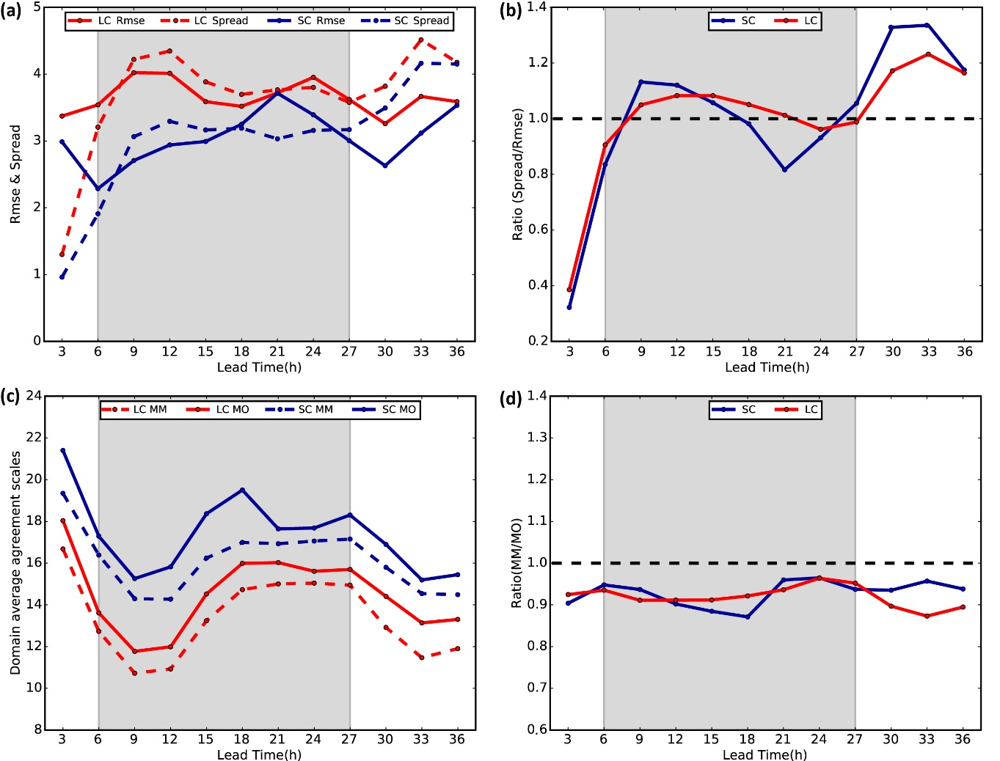 (a)
LC Rmse LC Spread SC Rmse SC Spread
5
4
3
2
1
0
Rmse & Spread
3 6 9 12 15 18 21 24 27 30 33 36
Lead Time(h)
(b)
SC LC
1.4
1.2
1.0
0.8
0.6
0.4
0.2
Ratio (Spread/Rmse)
3 6 9 12 15 18 21 24 27 30 33 36
Lead Time(h)
(c)
LC MM LC MO SC MM SC MO
24
22
20
18
16
14
12
10
8
Domain average agreement scales
3 6 9 12 15 18 21 24 27 30 33 36
Lead Time(h)
(d)
SC LC
1.4
1.3
1.2
1.1
1.0
0.9
0.8
0.7
0.6
Ratio(MM/MO)
3 6 9 12 15 18 21 24 27 30 33 36
Lead Time(h)